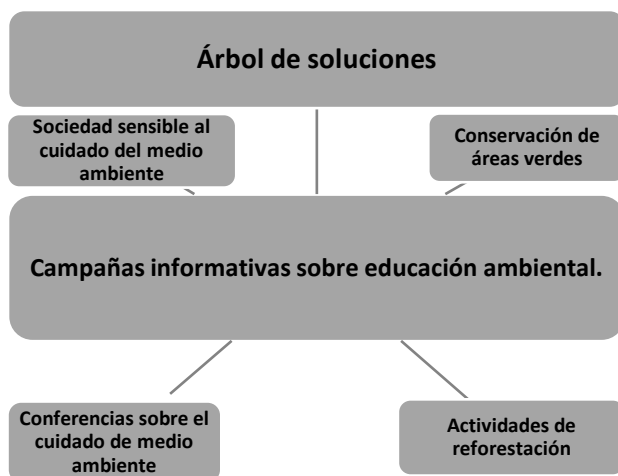 Árbol de soluciones
Sociedad sensible al
cuidado del medio
ambiente
Conservación de
áreas verdes
Campañas informativas sobre educación ambiental.
Conferencias sobre el
cuidado de medio
ambiente
Actividades de
reforestación